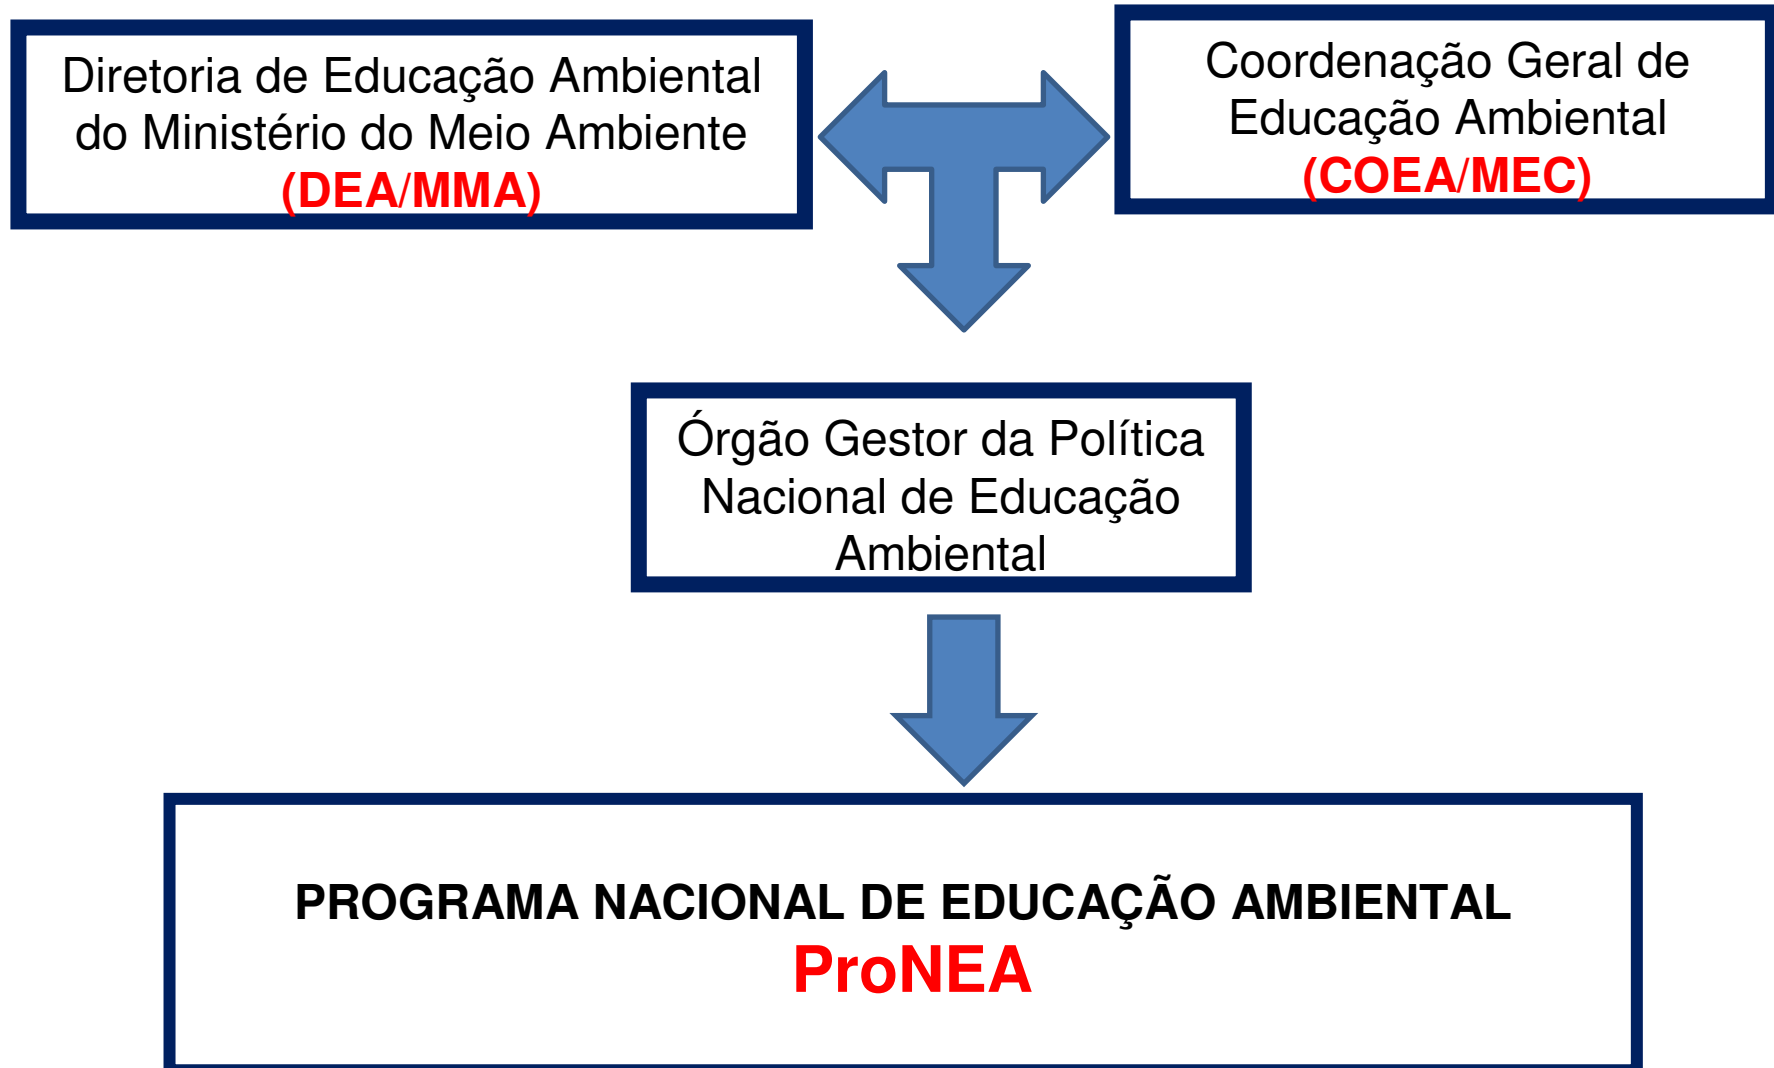 Diretoria de Educação Ambiental
do Ministério do Meio Ambiente
(DEA/MMA)
Coordenação Geral de
Educação Ambiental
(COEA/MEC)
Órgão Gestor da Política
Nacional de Educação
Ambiental
PROGRAMA NACIONAL DE EDUCAÇÃO AMBIENTAL
ProNEA